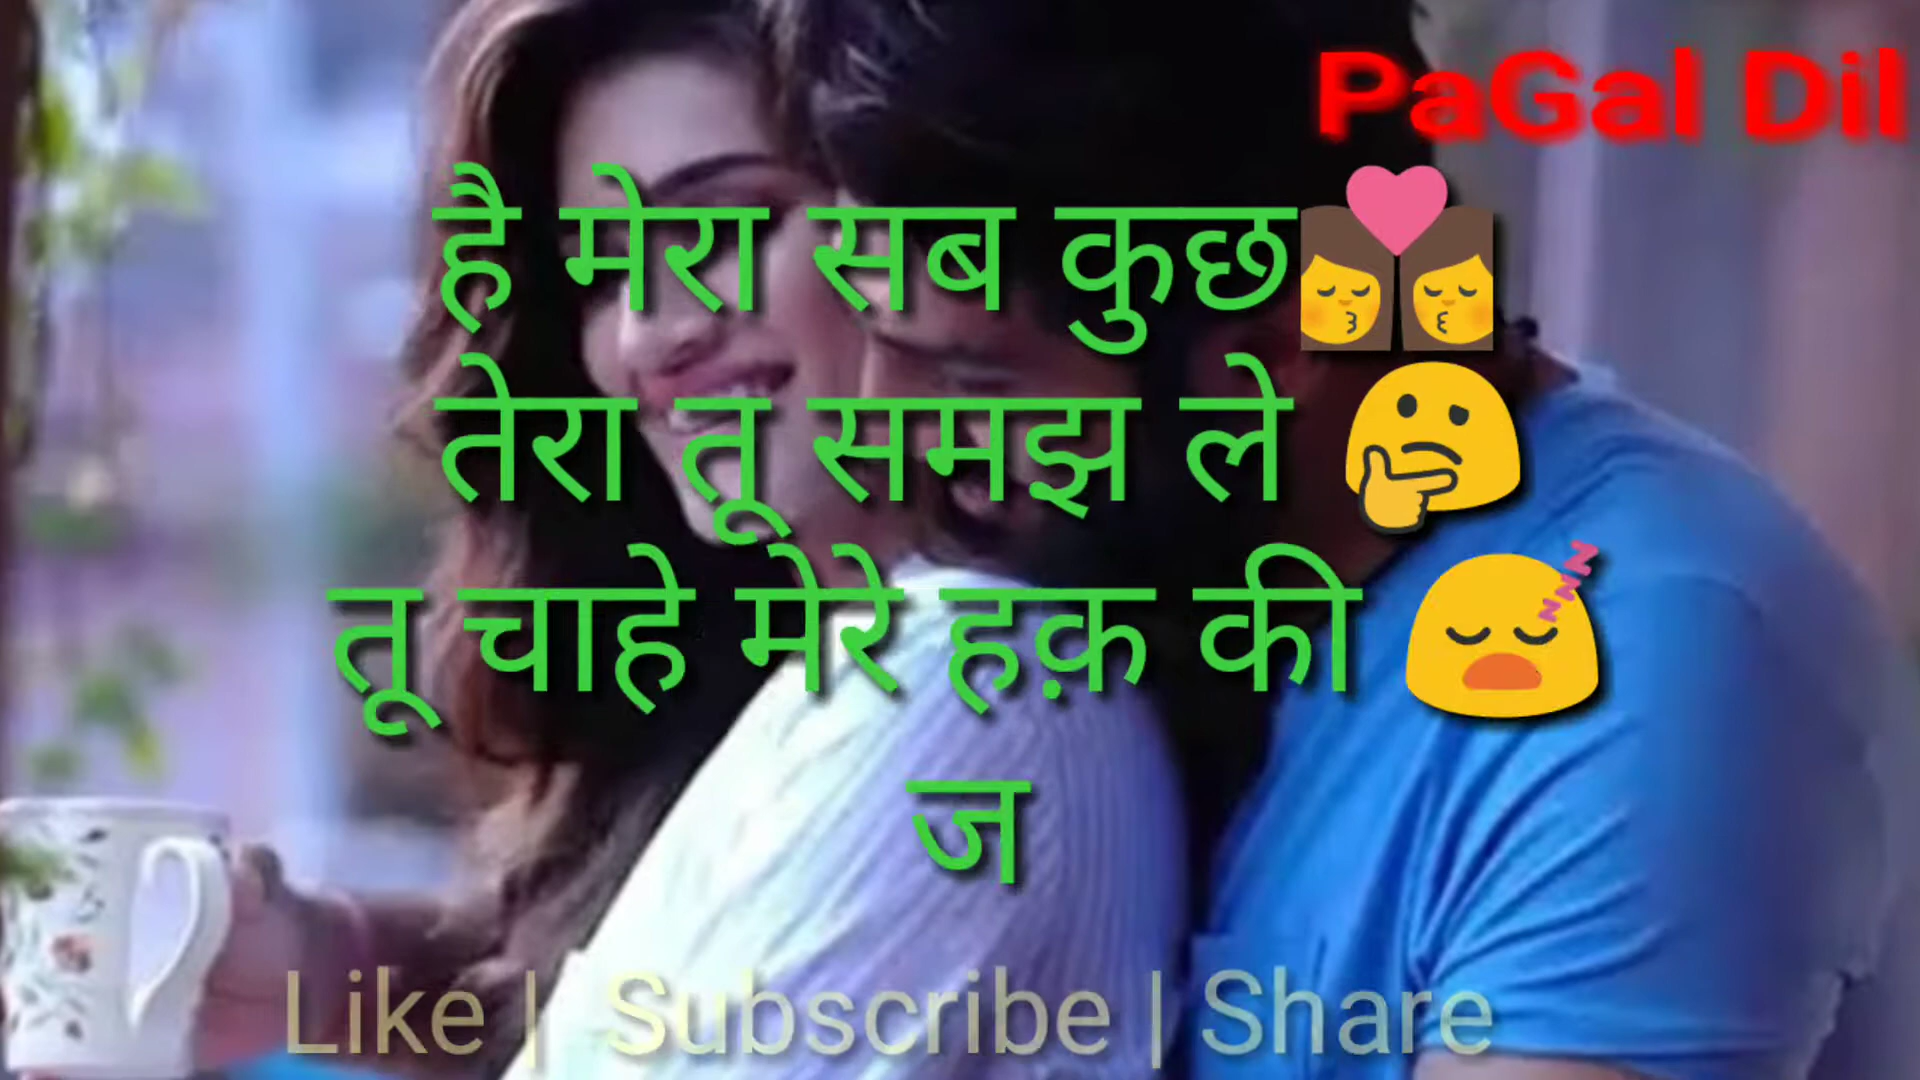 PaGal Dil
है मेरा सब कुछ👩‍❤️‍💋‍👩
तेरा तू समझ ले 🤔
तू चाहे मेरे हक़ की 😴
ज
Like | Subscribe | Share